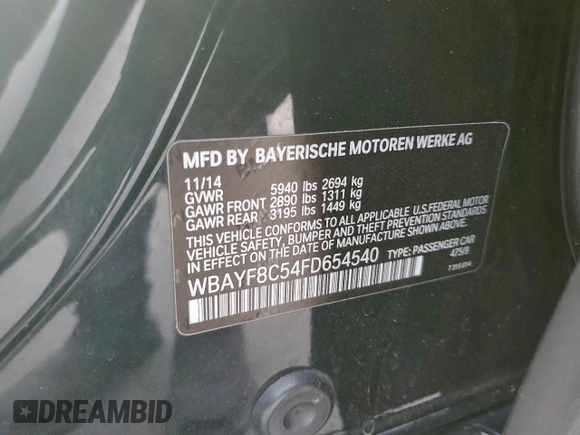 MFD BY BAYERISCHE MOTOREN WERKE AG
11/14
GVWR 5940 lbs 2694 kg
GAWR FRONT 2890 lbs 1311 kg
GAWR REAR 3195 lbs 1449 kg
THIS VEHICLE CONFORMS TO ALL APPLICABLE U.S. FEDERAL MOTOR
VEHICLE SAFETY, BUMPER AND THEFT PREVENTION STANDARDS
IN EFFECT ON THE DATE OF MANUFACTURE SHOWN ABOVE.
WBAYF8C54FD654540 TYPE: PASSENGER CAR
475/9
DREAMBID